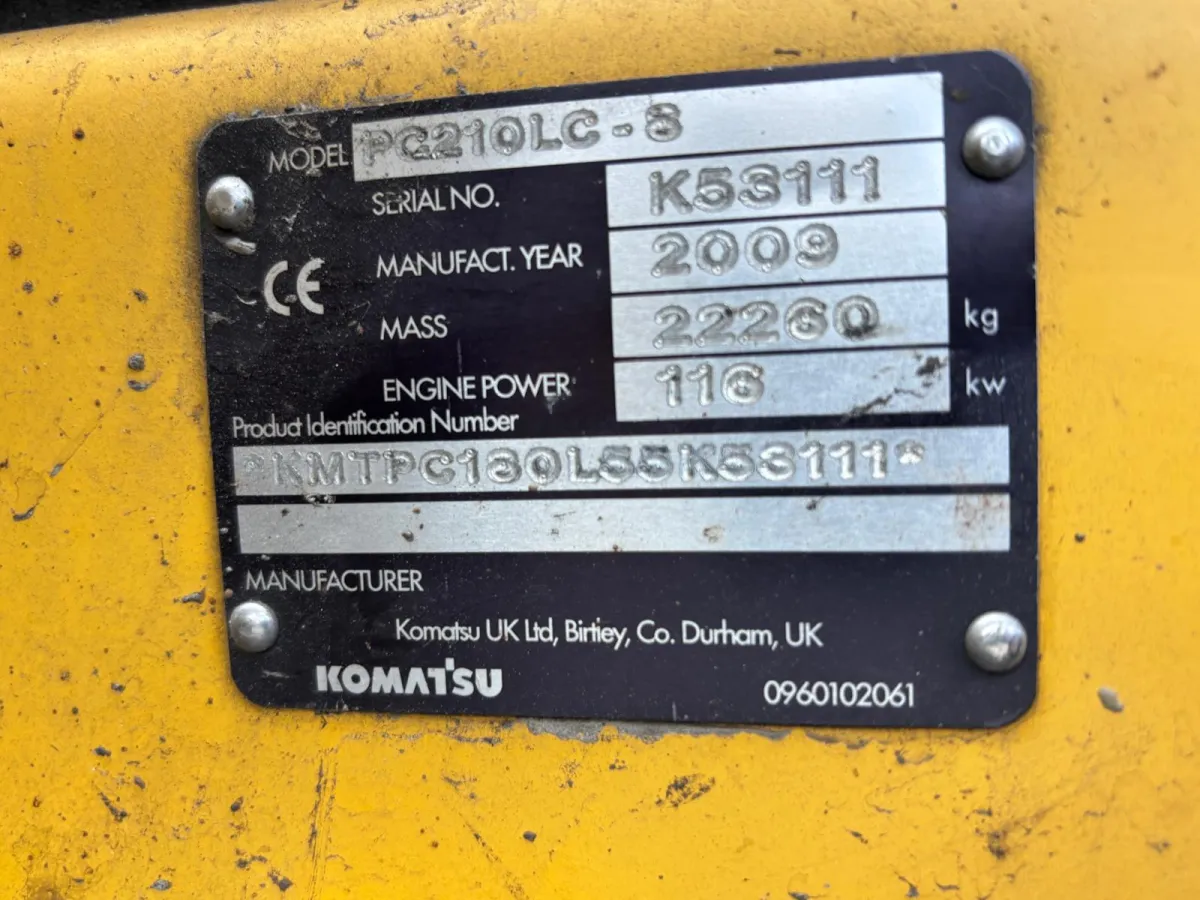 MODEL PC210LC-8
SERIAL NO. K53111
MANUFACT. YEAR 2009
CE
MASS 22260 kg
ENGINE POWER 116 kw
Product Identification Number
*KMTPC180L55K53111*
MANUFACTURER
Komatsu UK Ltd, Birtiey, Co. Durham, UK
KOMATSU 0960102061